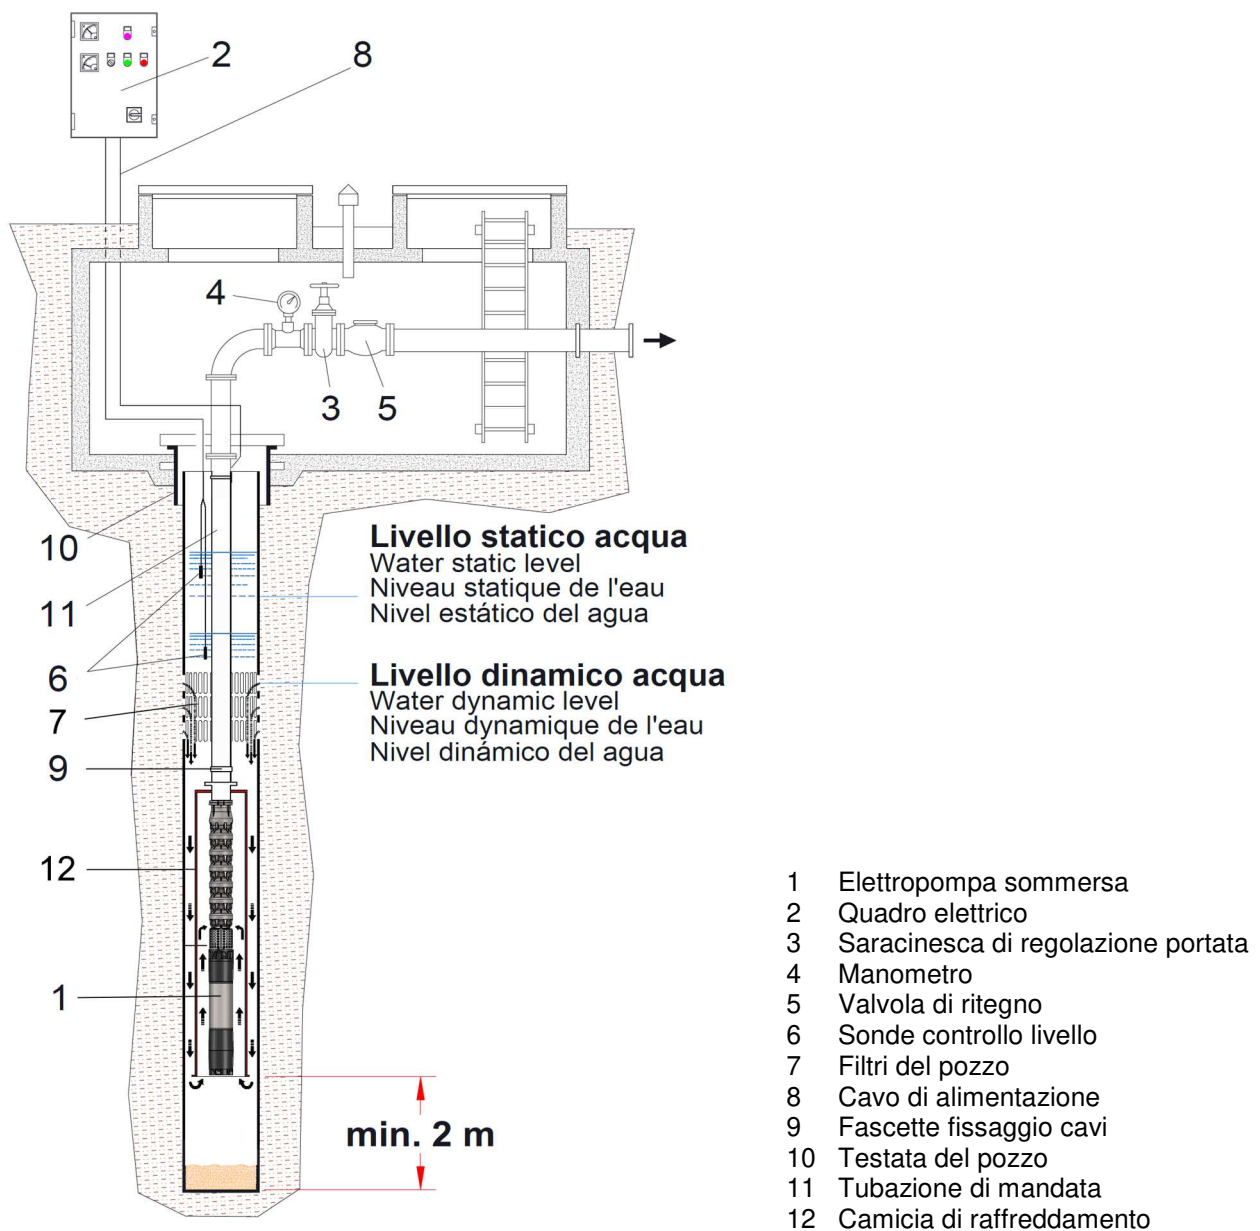 2
8
4
3
5
10
11
6
7
9
12
1
Livello statico acqua
Water static level
Niveau statique de l'eau
Nivel estático del agua
Livello dinamico acqua
Water dynamic level
Niveau dynamique de l'eau
Nivel dinámico del agua
min. 2 m
1 Elettropompa sommersa
2 Quadro elettrico
3 Saracinesca di regolazione portata
4 Manometro
5 Valvola di ritegno
6 Sonde controllo livello
7 Filtri del pozzo
8 Cavo di alimentazione
9 Fascette fissaggio cavi
10 Testata del pozzo
11 Tubazione di mandata
12 Camicia di raffreddamento